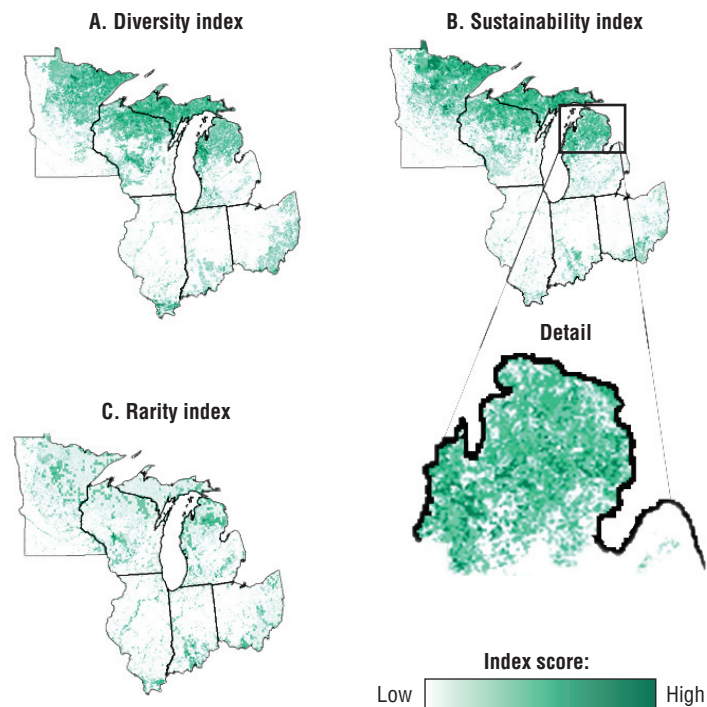 A. Diversity index
B. Sustainability index
Detail
C. Rarity index
Index score:
Low
High